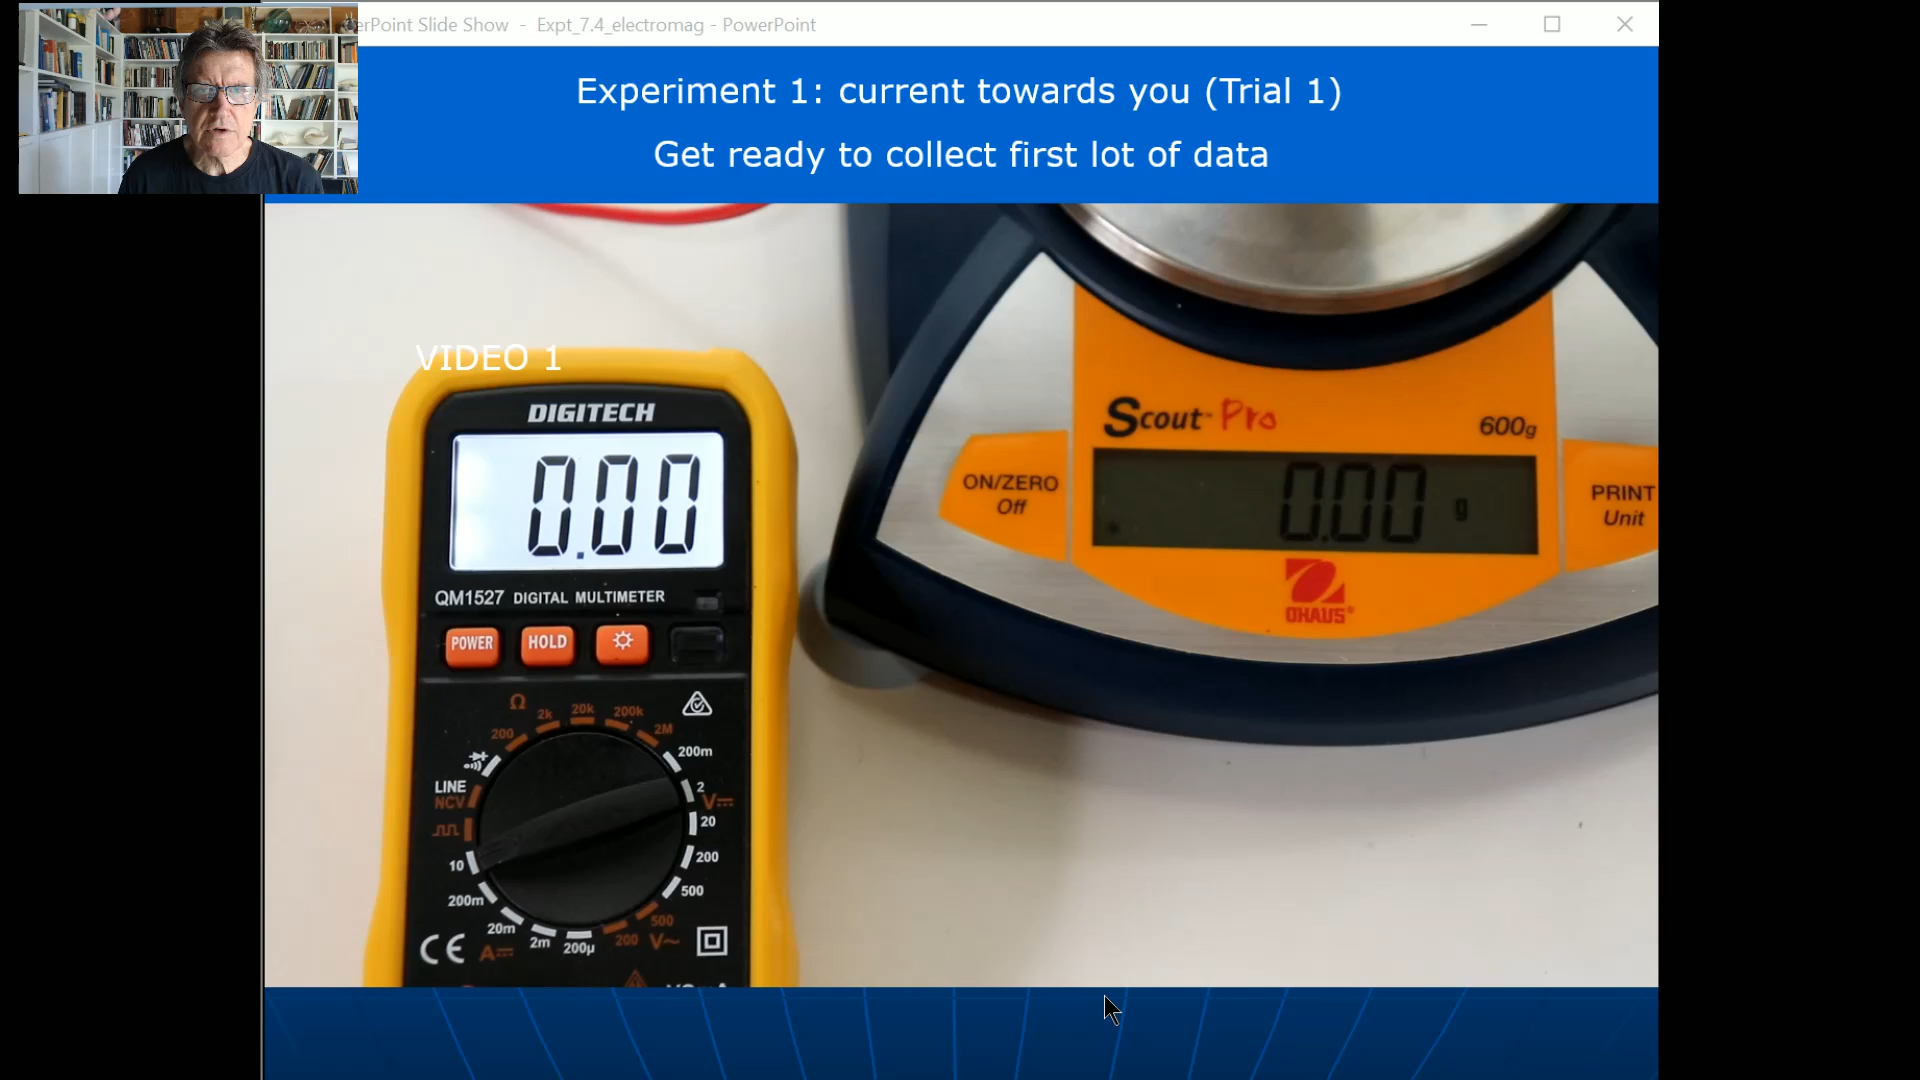 erPoint Slide Show - Expt_7.4_electromag - PowerPoint
Experiment 1: current towards you (Trial 1)
Get ready to collect first lot of data
VIDEO 1
DIGITECH
0.00
QM1527 DIGITAL MULTIMETER
POWER
HOLD
Ω
200
2k
20k
200k
2M
200m
2
V
20
200
500
500
V~
200
200µ
2m
20m
A
200m
10
LINE
NCV
CE
Scout™ Pro
600g
ON/ZERO
Off
0.00 g
PRINT
Unit
OHAUS®